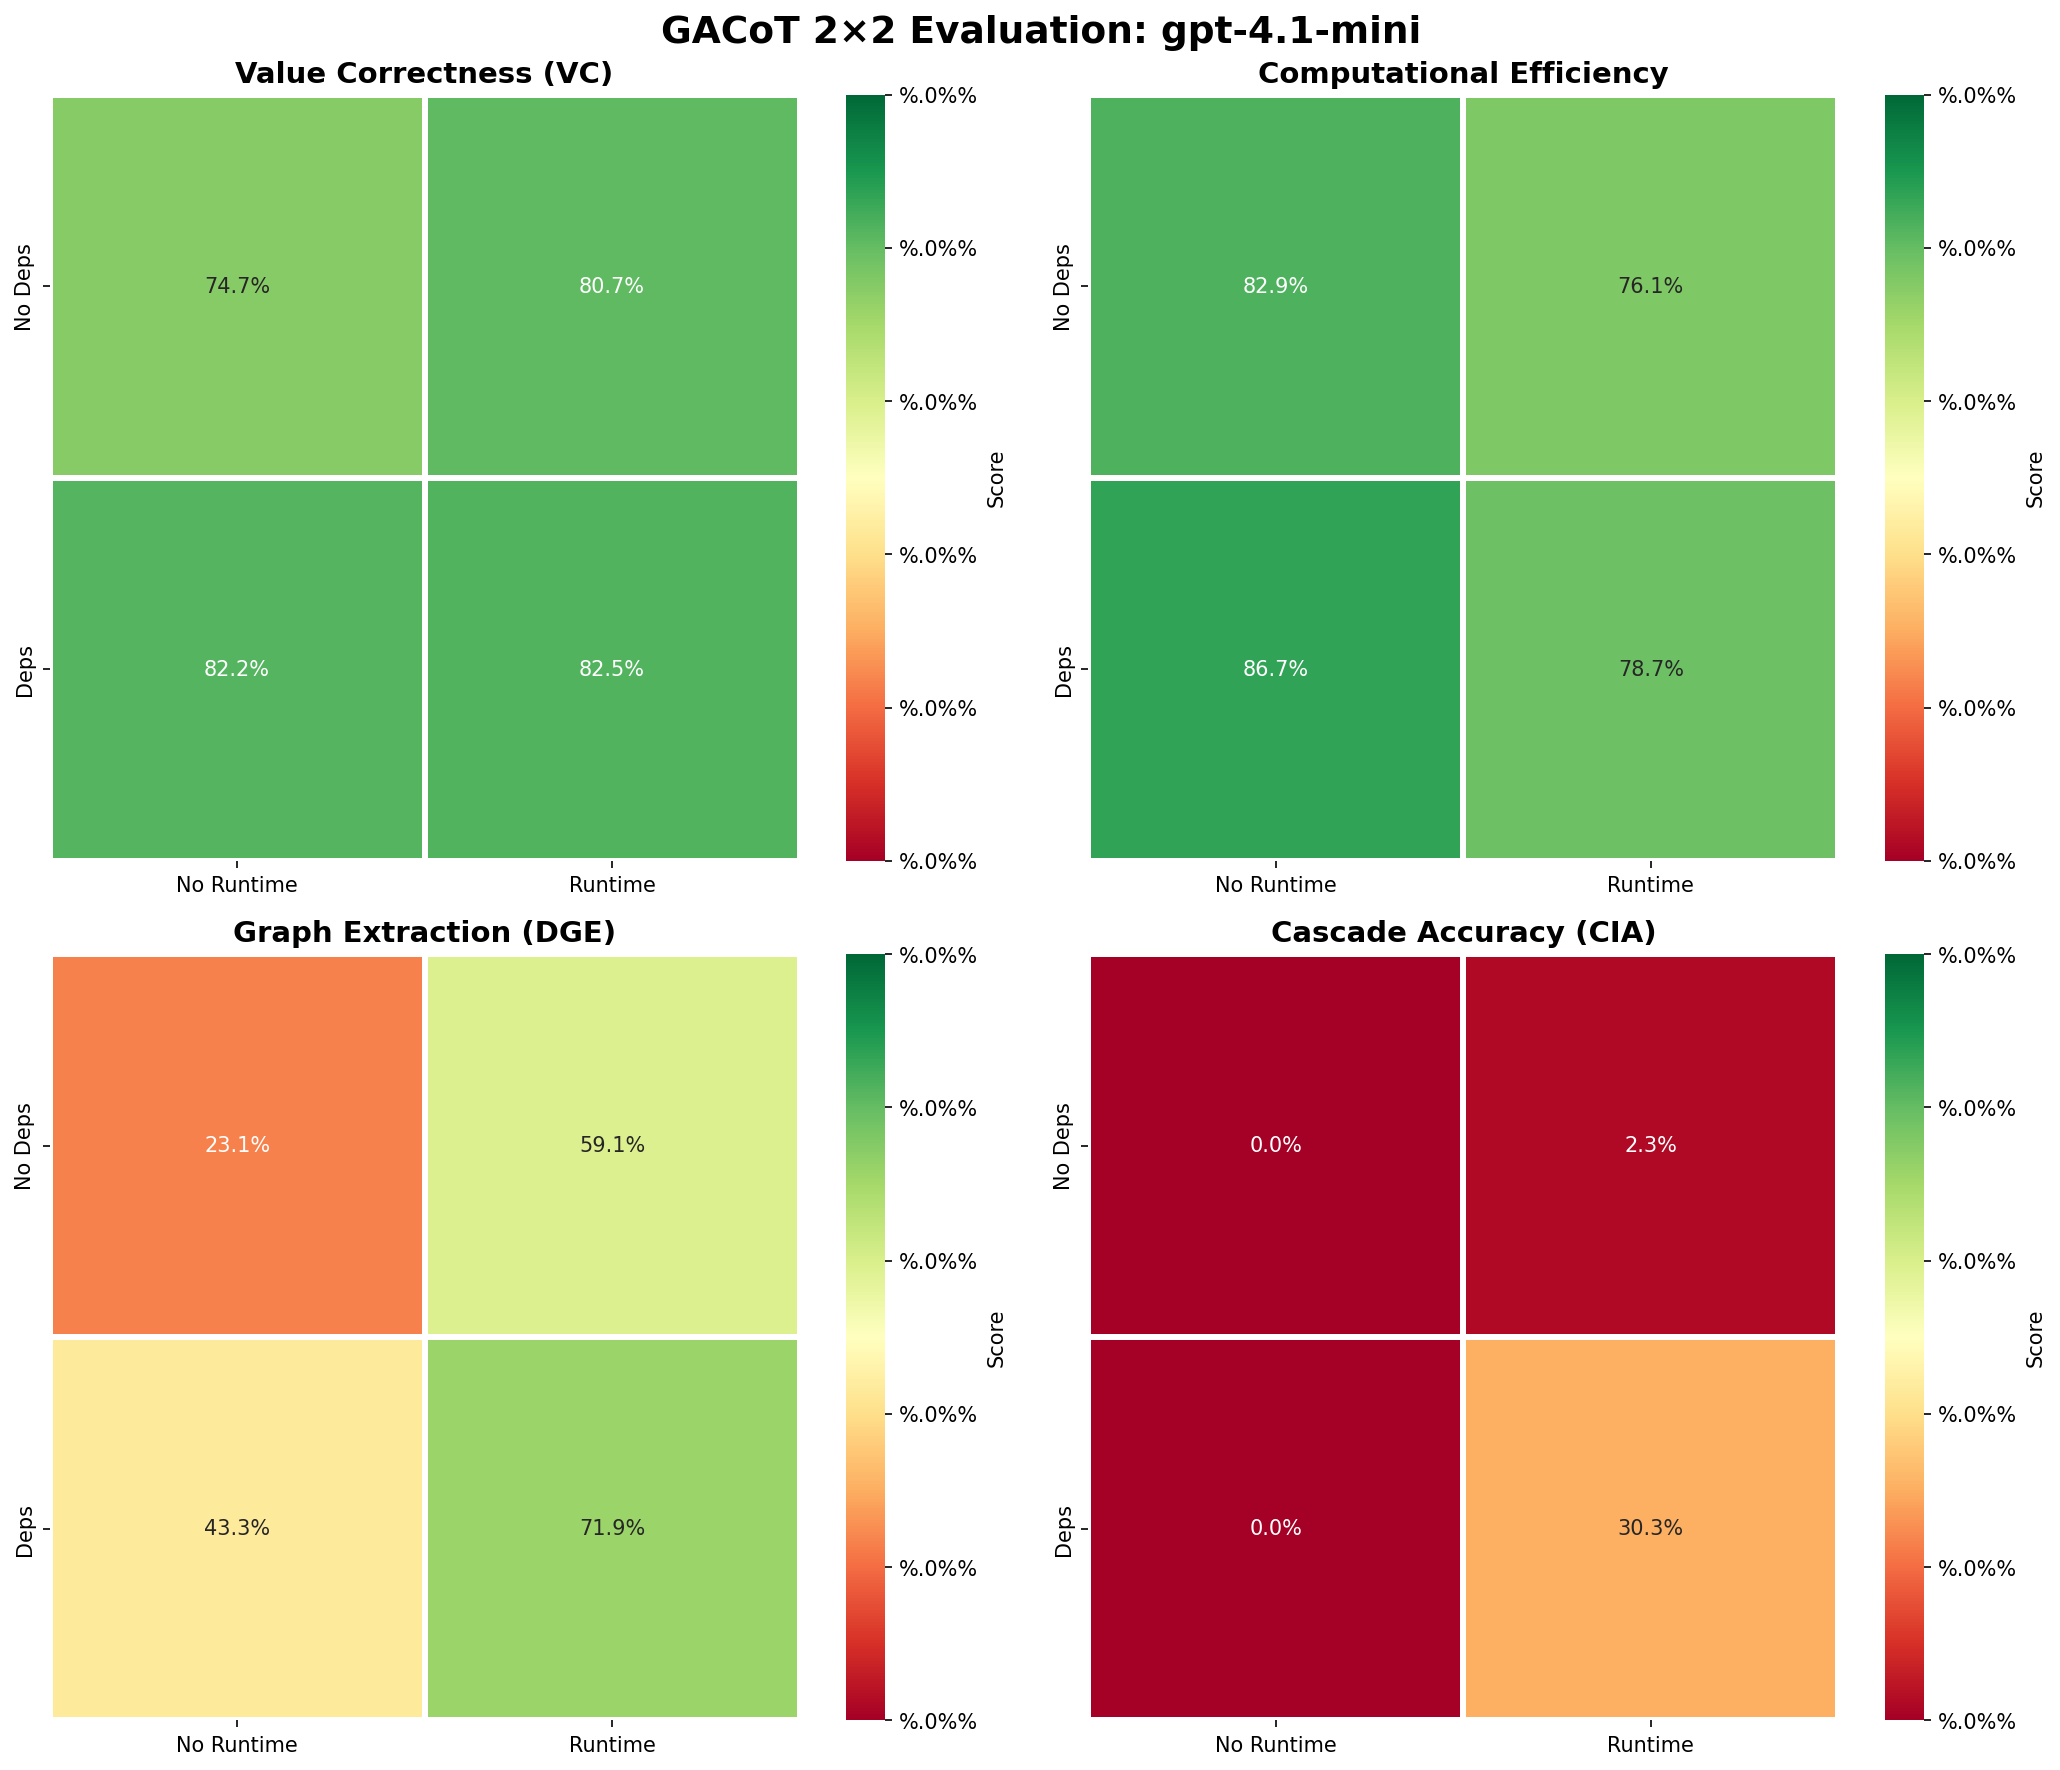 GACoT 2×2 Evaluation: gpt-4.1-mini
Value Correctness (VC)
No Deps
Deps
74.7%
80.7%
82.2%
82.5%
No Runtime
Runtime
%.0%%
%.0%%
%.0%%
%.0%%
%.0%%
%.0%%
Score
Computational Efficiency
No Deps
Deps
82.9%
76.1%
86.7%
78.7%
No Runtime
Runtime
%.0%%
%.0%%
%.0%%
%.0%%
%.0%%
%.0%%
Score
Graph Extraction (DGE)
No Deps
Deps
23.1%
59.1%
43.3%
71.9%
No Runtime
Runtime
%.0%%
%.0%%
%.0%%
%.0%%
%.0%%
%.0%%
Score
Cascade Accuracy (CIA)
No Deps
Deps
0.0%
2.3%
0.0%
30.3%
No Runtime
Runtime
%.0%%
%.0%%
%.0%%
%.0%%
%.0%%
%.0%%
Score